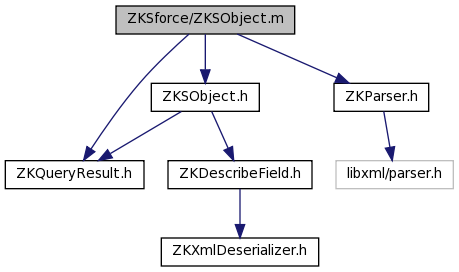 ZKSforce/ZKSObject.m
ZKSObject.h
ZKParser.h
ZKQueryResult.h
ZKDescribeField.h
libxml/parser.h
ZKXmlDeserializer.h